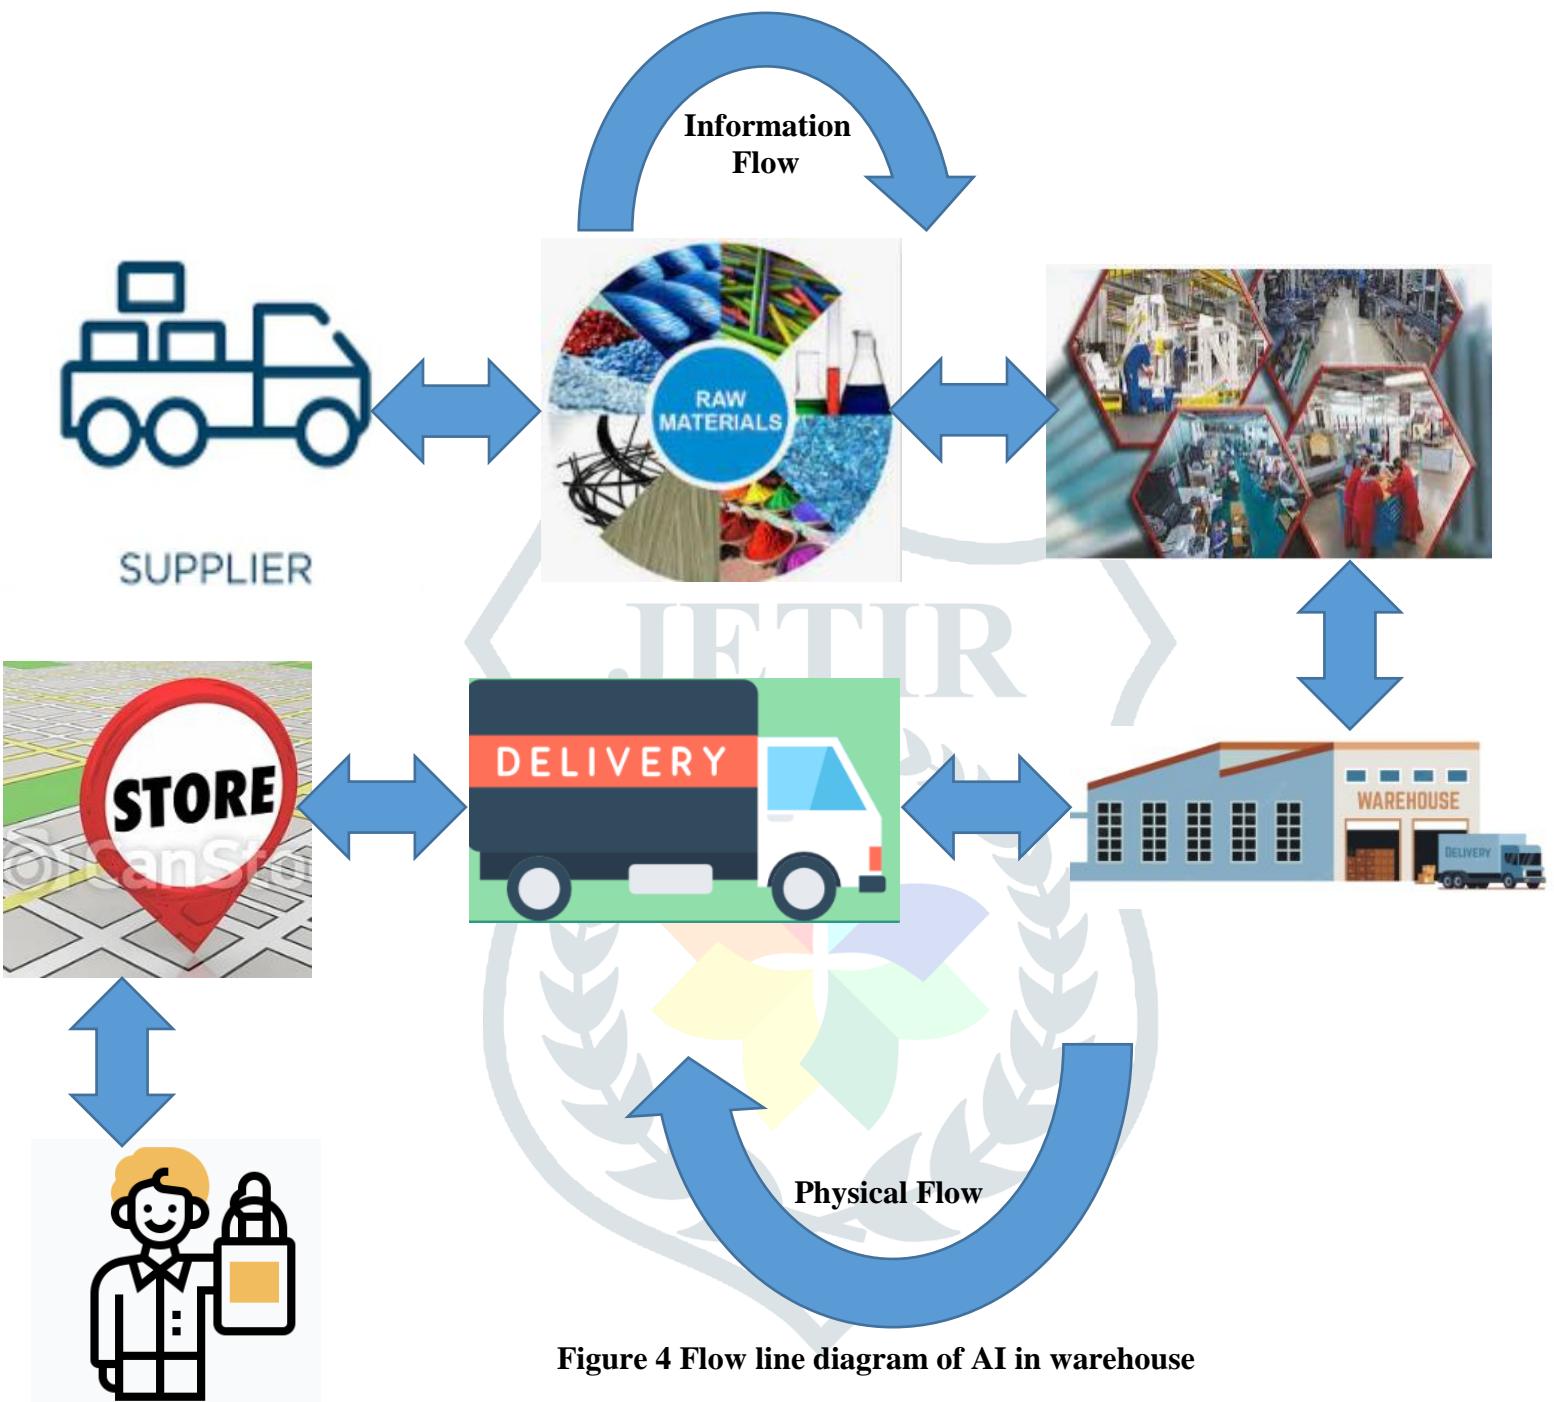 Information
Flow
RAW
MATERIALS
SUPPLIER
JETIR
STORE
DELIVERY
WAREHOUSE
DELIVERY
©CanSto
Physical Flow
Figure 4 Flow line diagram of AI in warehouse